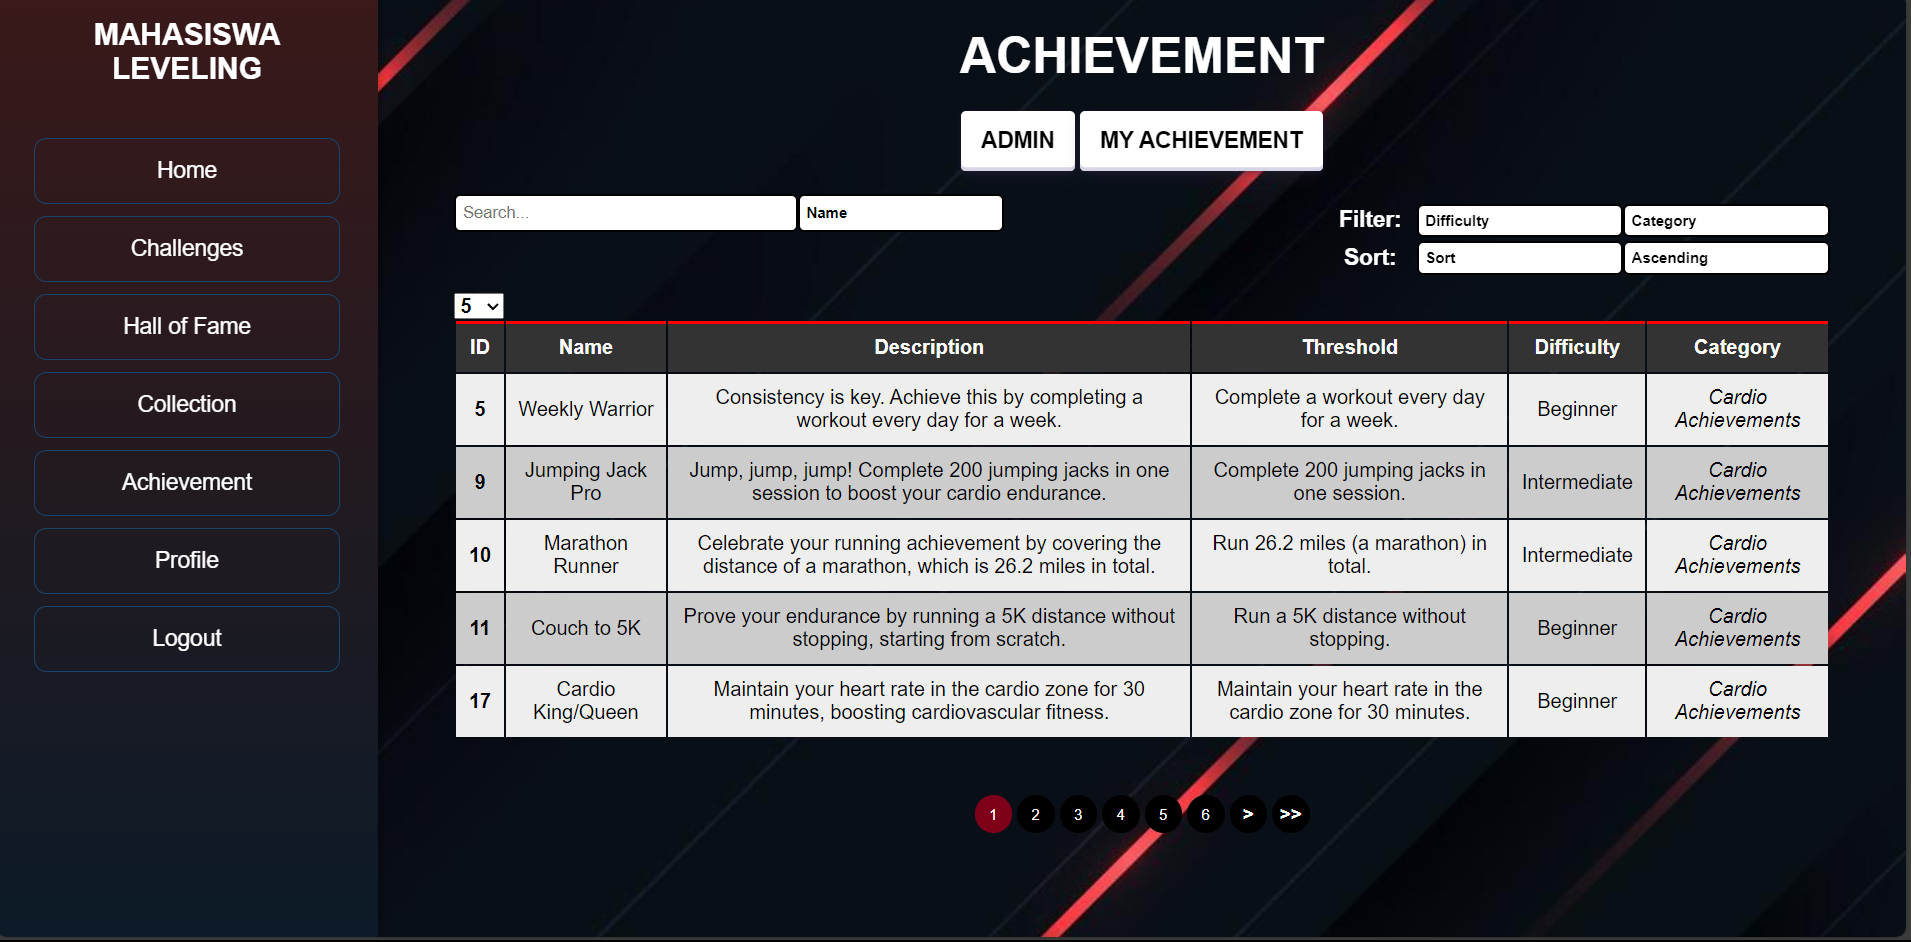 MAHASISWA
LEVELING
Home
Challenges
Hall of Fame
Collection
Achievement
Profile
Logout
ACHIEVEMENT
ADMIN MY ACHIEVEMENT
Search... Name
Filter: Difficulty Category
Sort: Sort Ascending
5
ID Name Description Threshold Difficulty Category
5 Weekly Warrior Consistency is key. Achieve this by completing a
workout every day for a week. Complete a workout every day
for a week. Beginner Cardio
Achievements
9 Jumping Jack
Pro Jump, jump, jump! Complete 200 jumping jacks in one
session to boost your cardio endurance. Complete 200 jumping jacks in
one session. Intermediate Cardio
Achievements
10 Marathon
Runner Celebrate your running achievement by covering the
distance of a marathon, which is 26.2 miles in total. Run 26.2 miles (a marathon) in
total. Intermediate Cardio
Achievements
11 Couch to 5K Prove your endurance by running a 5K distance without
stopping, starting from scratch. Run a 5K distance without
stopping. Beginner Cardio
Achievements
17 Cardio
King/Queen Maintain your heart rate in the cardio zone for 30
minutes, boosting cardiovascular fitness. Maintain your heart rate in the
cardio zone for 30 minutes. Beginner Cardio
Achievements
1 2 3 4 5 6 > >>